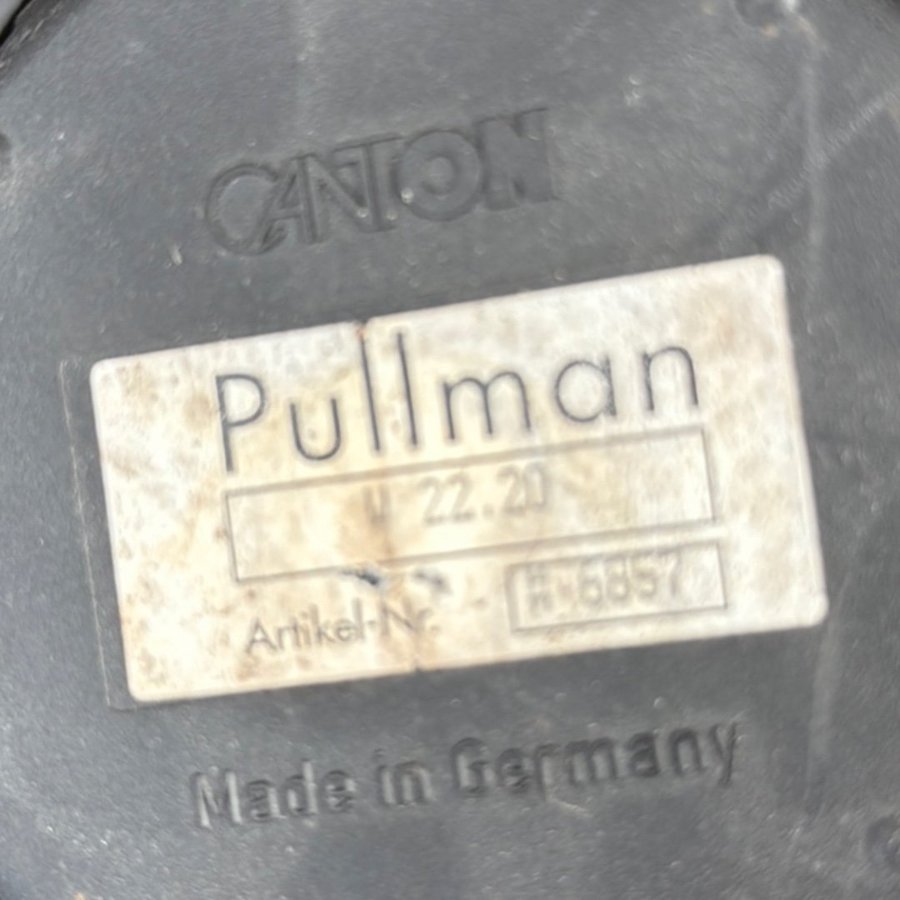 CANTON
Pullman
U 22.20
Artikel-Nr.
H 6857
Made in Germany